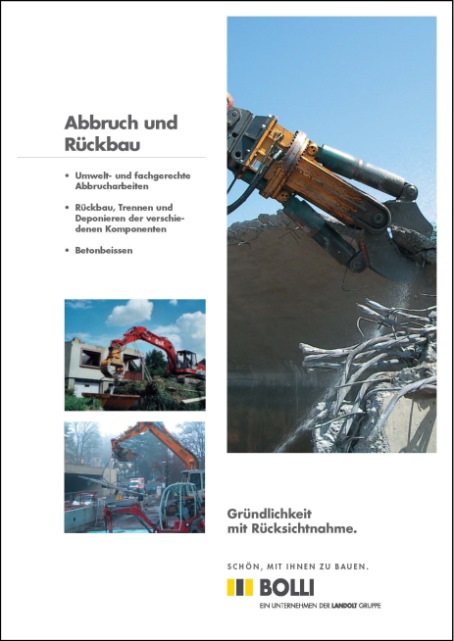 Abbruch und
Rückbau
• Umwelt- und fachgerechte
Abbrucharbeiten
• Rückbau, Trennen und
Deponieren der verschie-
denen Komponenten
• Betonbeissen
Gründlichkeit
mit Rücksichtnahme.
SCHÖN, MIT IHNEN ZU BAUEN.
BOLLI
EIN UNTERNEHMEN DER LANDOLT GRUPPE